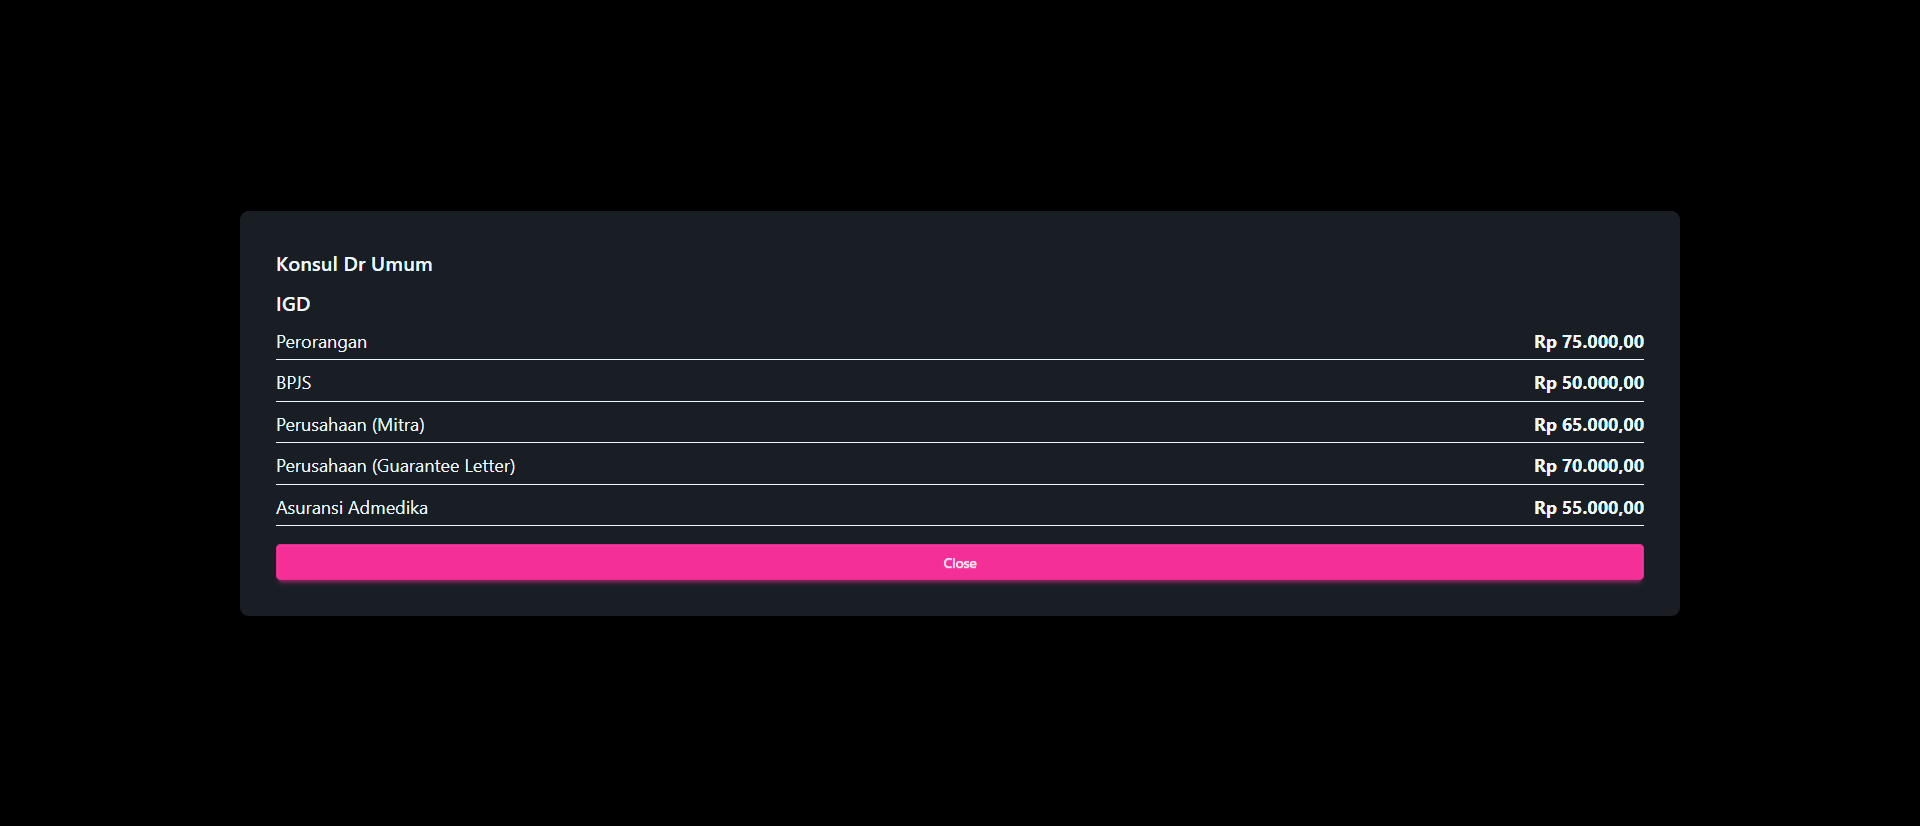 Konsul Dr Umum
IGD
Perorangan Rp 75.000,00
BPJS Rp 50.000,00
Perusahaan (Mitra) Rp 65.000,00
Perusahaan (Guarantee Letter) Rp 70.000,00
Asuransi Admedika Rp 55.000,00
Close